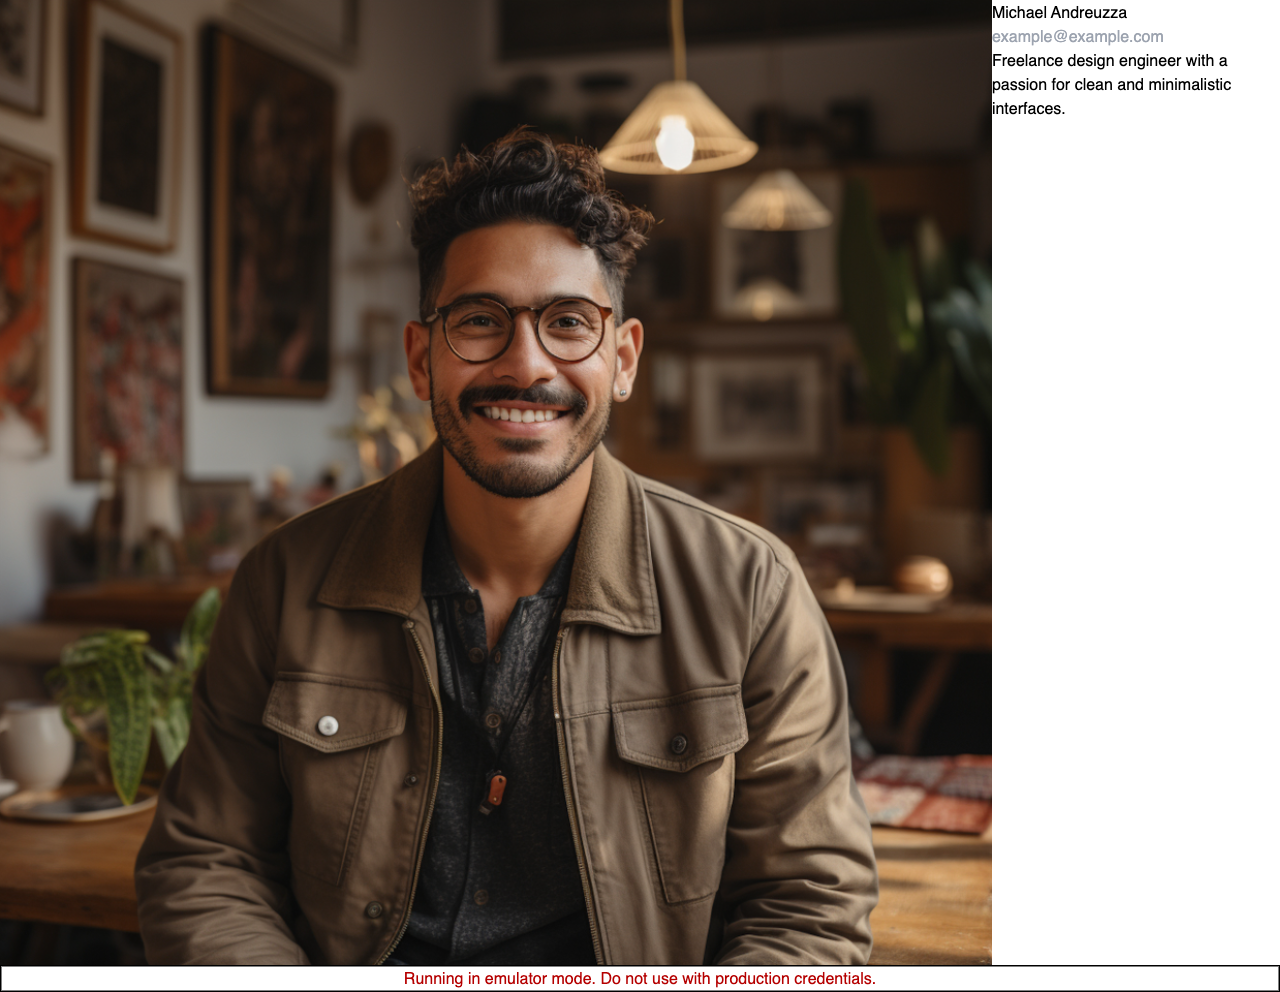 Michael Andreuzza
example@example.com
Freelance design engineer with a
passion for clean and minimalistic
interfaces.
Running in emulator mode. Do not use with production credentials.